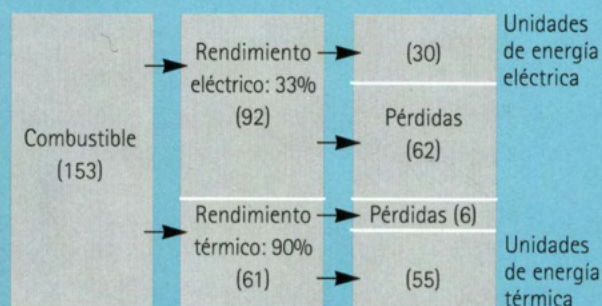 Combustible
(153)
Rendimiento
eléctrico: 33%
(92)
Rendimiento
térmico: 90%
(61)
(30)
Pérdidas
(62)
Pérdidas (6)
(55)
Unidades
de energía
eléctrica
Unidades
de energía
térmica